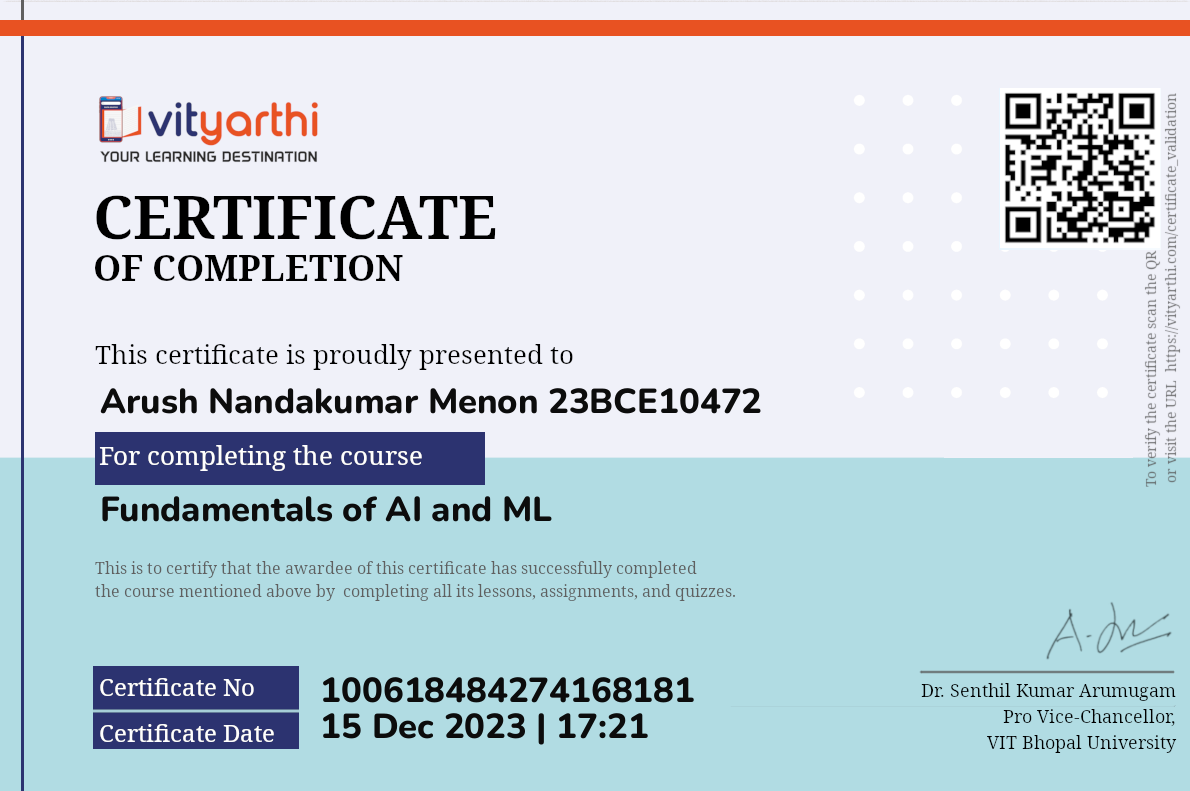 vityarthi
YOUR LEARNING DESTINATION
CERTIFICATE
OF COMPLETION
This certificate is proudly presented to
Arush Nandakumar Menon 23BCE10472
For completing the course
Fundamentals of AI and ML
This is to certify that the awardee of this certificate has successfully completed
the course mentioned above by completing all its lessons, assignments, and quizzes.
Certificate No
100618484274168181
Certificate Date
15 Dec 2023 | 17:21
To verify the certificate scan the QR
or visit the URL https://vityarthi.com/certificate_validation
Dr. Senthil Kumar Arumugam
Pro Vice-Chancellor,
VIT Bhopal University